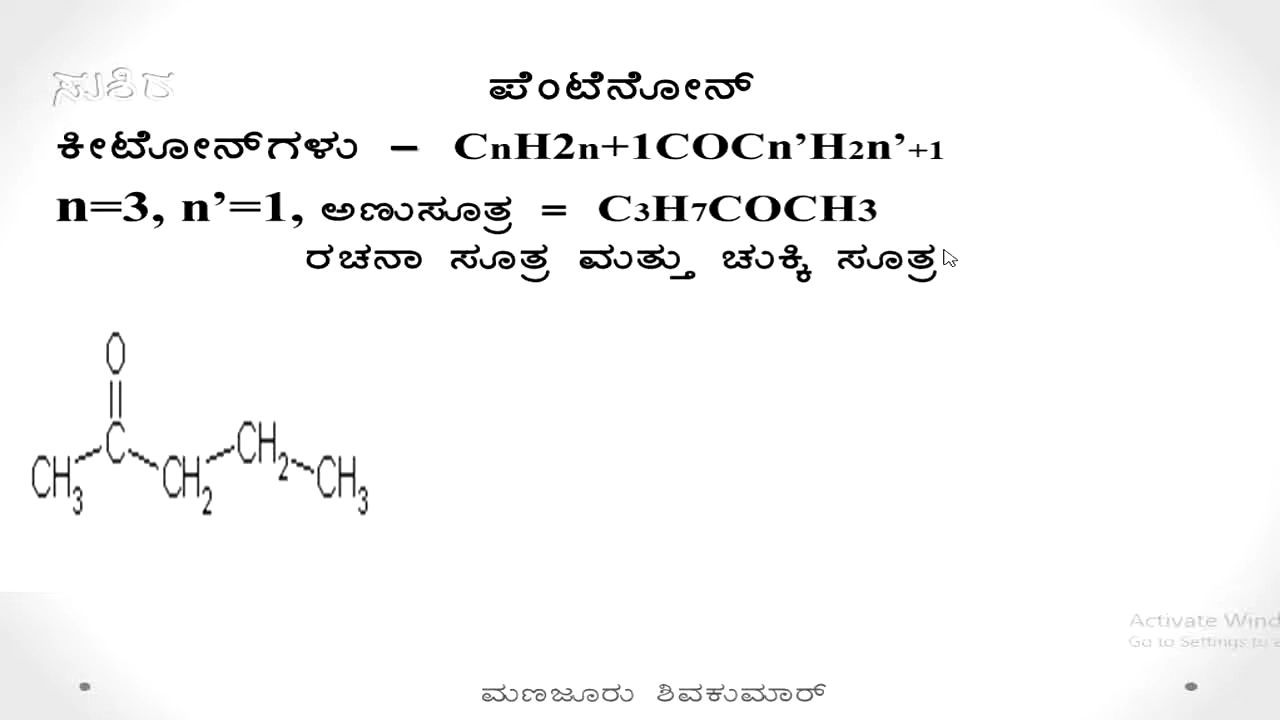 ಸುಶಿರ
ಪೆಂಟೆನೋನ್
ಕೀಟೋನ್‌ಗಳು – CnH2n+1COCn’H2n’+1
n=3, n’=1, ಅಣುಸೂತ್ರ = C3H7COCH3
ರಚನಾ ಸೂತ್ರ ಮತ್ತು ಚುಕ್ಕಿ ಸೂತ್ರ
O
C
CH3
CH2
CH2
CH3
Activate Wind
Go to Settings to a
ಮಣಜೂರು ಶಿವಕುಮಾರ್